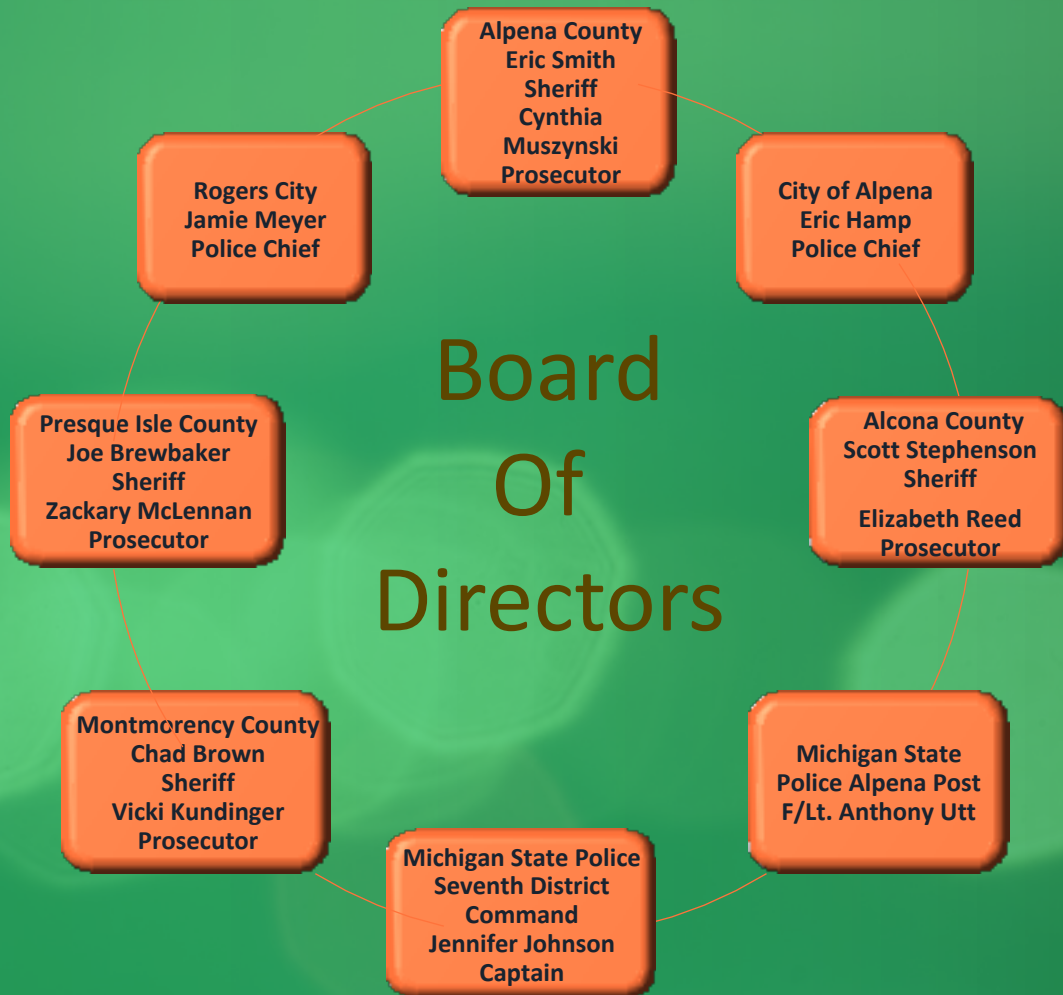 Alpena County
Eric Smith
Sheriff
Cynthia
Muszynski
Prosecutor
Rogers City
Jamie Meyer
Police Chief
City of Alpena
Eric Hamp
Police Chief
Board
Of
Directors
Presque Isle County
Joe Brewbaker
Sheriff
Zackary McLennan
Prosecutor
Alcona County
Scott Stephenson
Sheriff
Elizabeth Reed
Prosecutor
Montmorency County
Chad Brown
Sheriff
Vicki Kundinger
Prosecutor
Michigan State
Police Alpena Post
F/Lt. Anthony Utt
Michigan State Police
Seventh District
Command
Jennifer Johnson
Captain